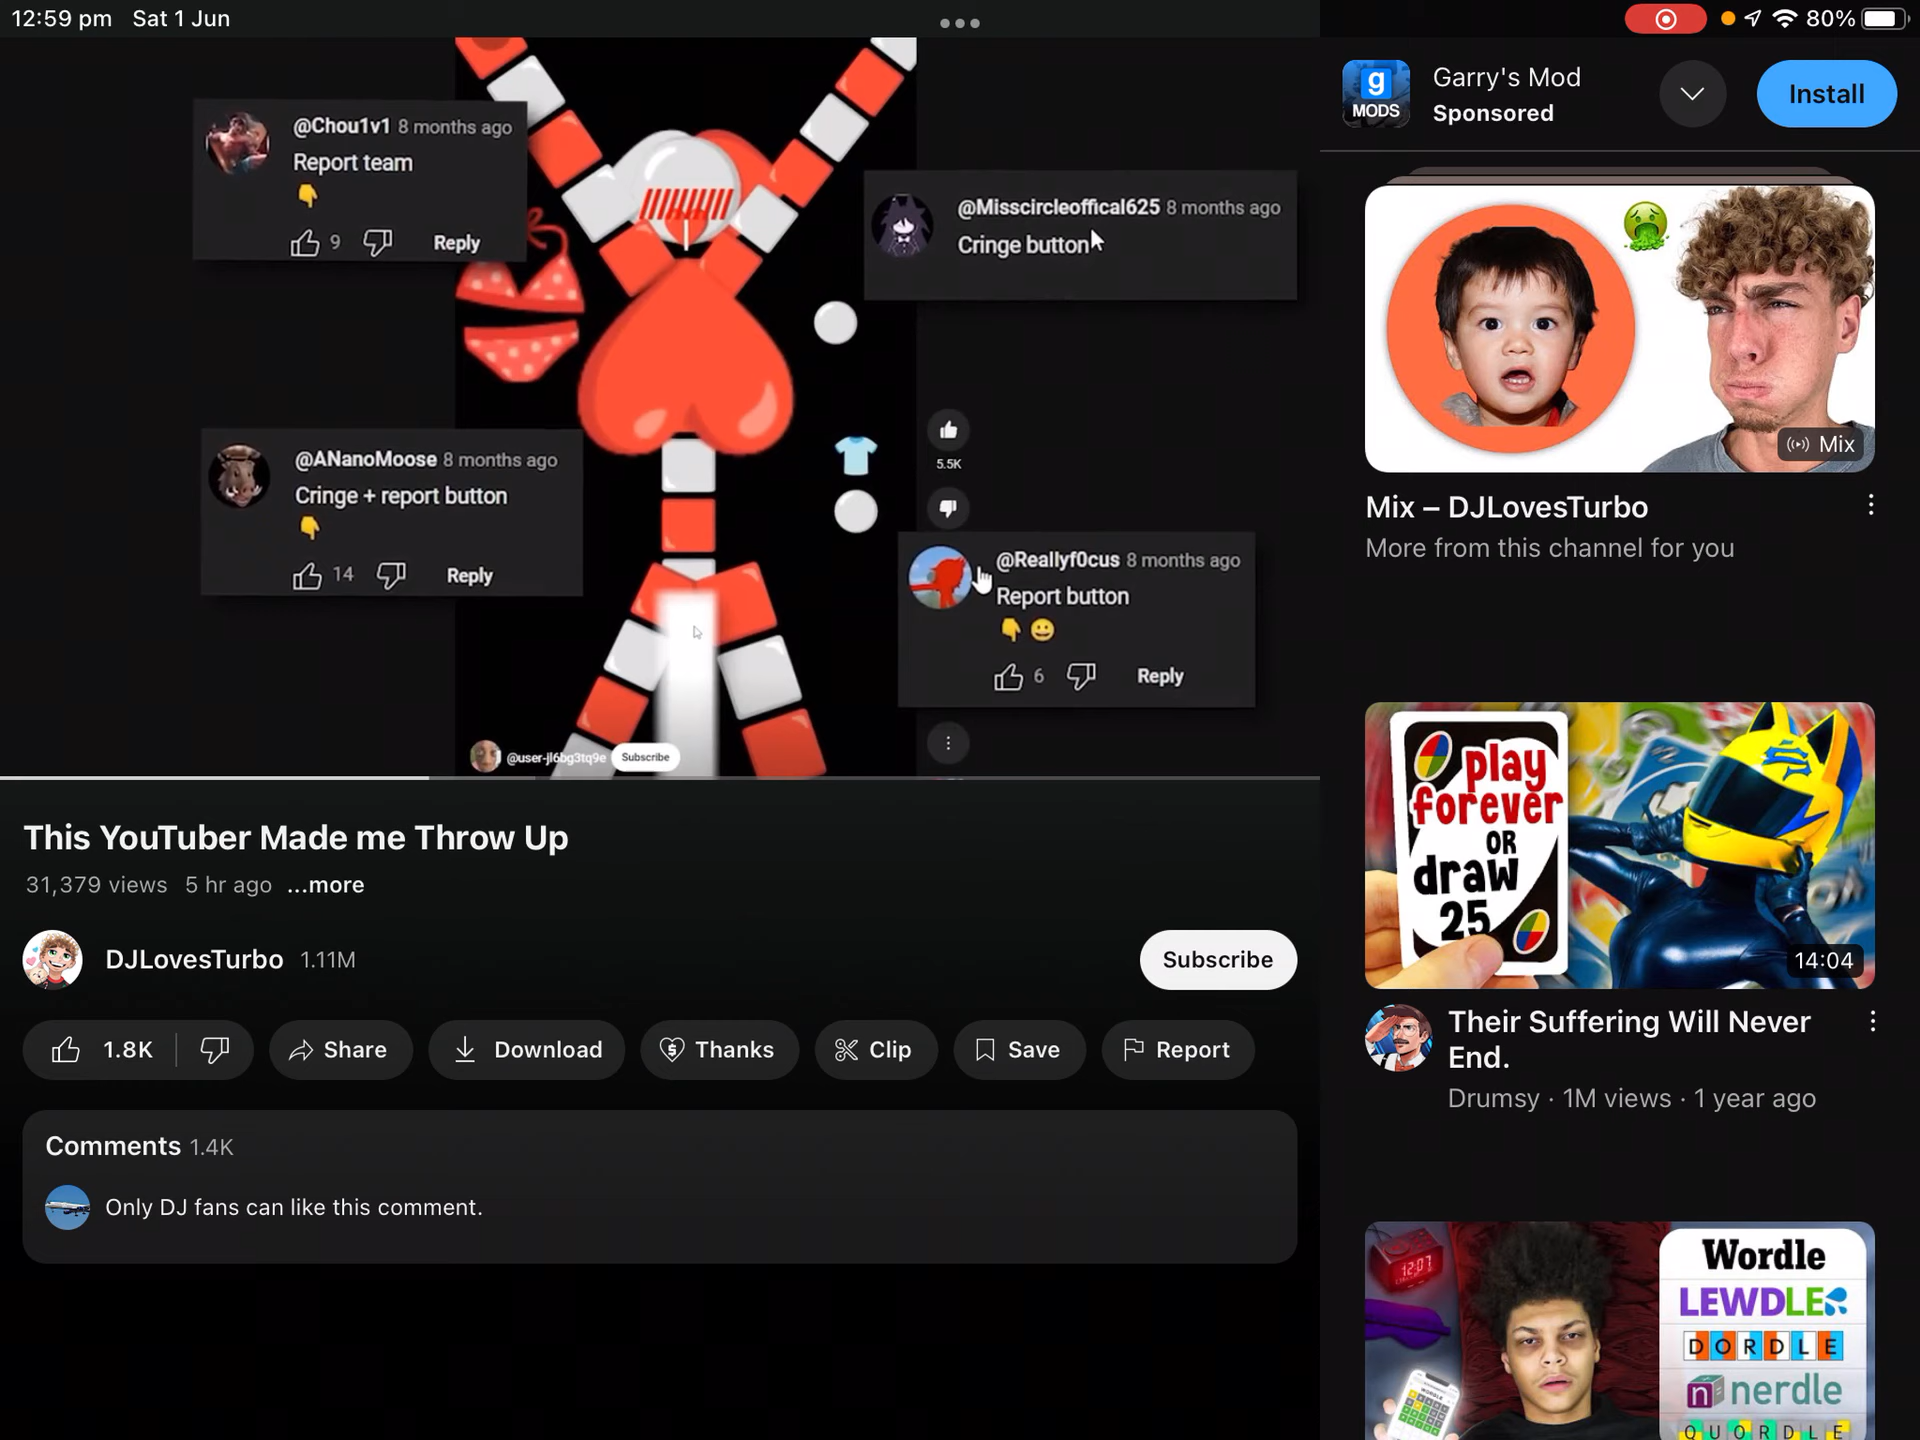 12:59 pm Sat 1 Jun
80%
@Chou1v1 8 months ago
Report team
9 Reply
@Misscircleoffical625 8 months ago
Cringe button
@ANanoMoose 8 months ago
Cringe + report button
14 Reply
5.5K
@Reallyf0cus 8 months ago
Report button
6 Reply
@user-jl6bg3tq9e Subscribe
This YouTuber Made me Throw Up
31,379 views 5 hr ago ...more
DJLovesTurbo 1.11M
Subscribe
1.8K Share Download Thanks Clip Save Report
Comments 1.4K
Only DJ fans can like this comment.
g
MODS
Garry's Mod
Sponsored
Install
Mix
Mix – DJLovesTurbo
More from this channel for you
play
forever
OR
draw
25
14:04
Their Suffering Will Never
End.
Drumsy · 1M views · 1 year ago
12:07
Wordle
LEWDLE
DORDLE
n nerdle
QUORDLE